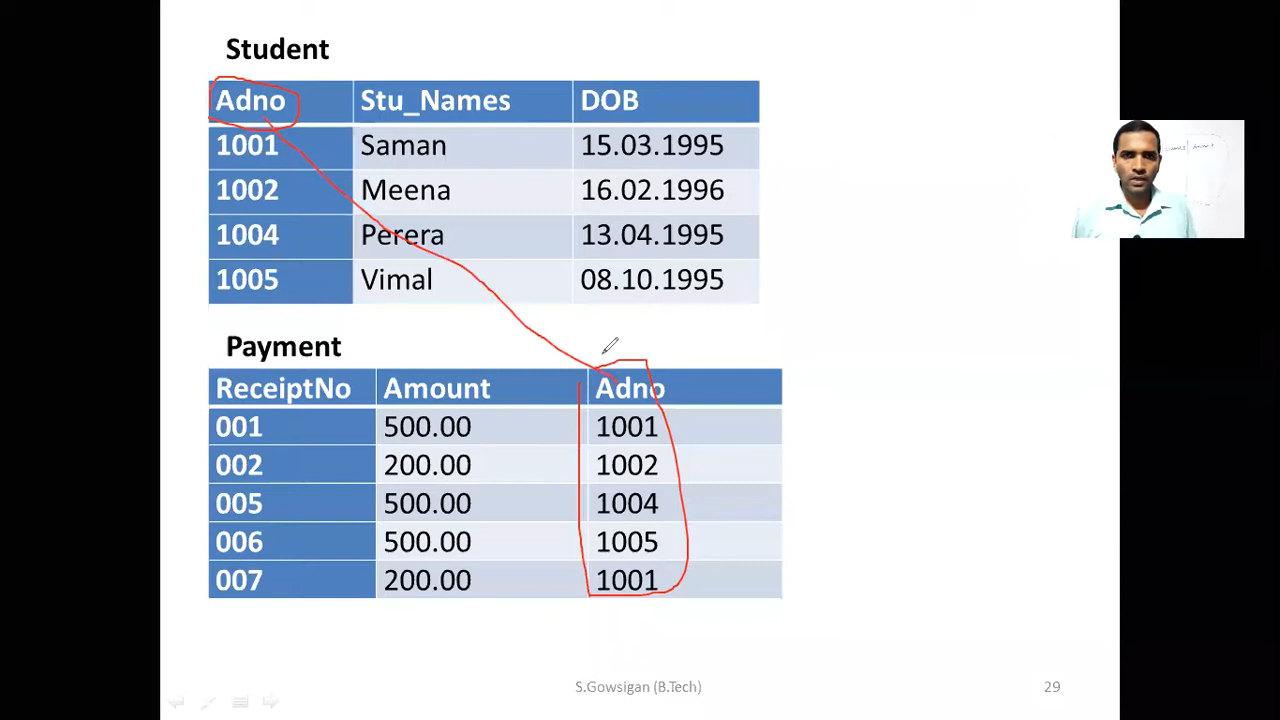 Student
Adno Stu_Names DOB
1001 Saman 15.03.1995
1002 Meena 16.02.1996
1004 Perera 13.04.1995
1005 Vimal 08.10.1995
Payment
ReceiptNo Amount Adno
001 500.00 1001
002 200.00 1002
005 500.00 1004
006 500.00 1005
007 200.00 1001
S.Gowsigan (B.Tech) 29